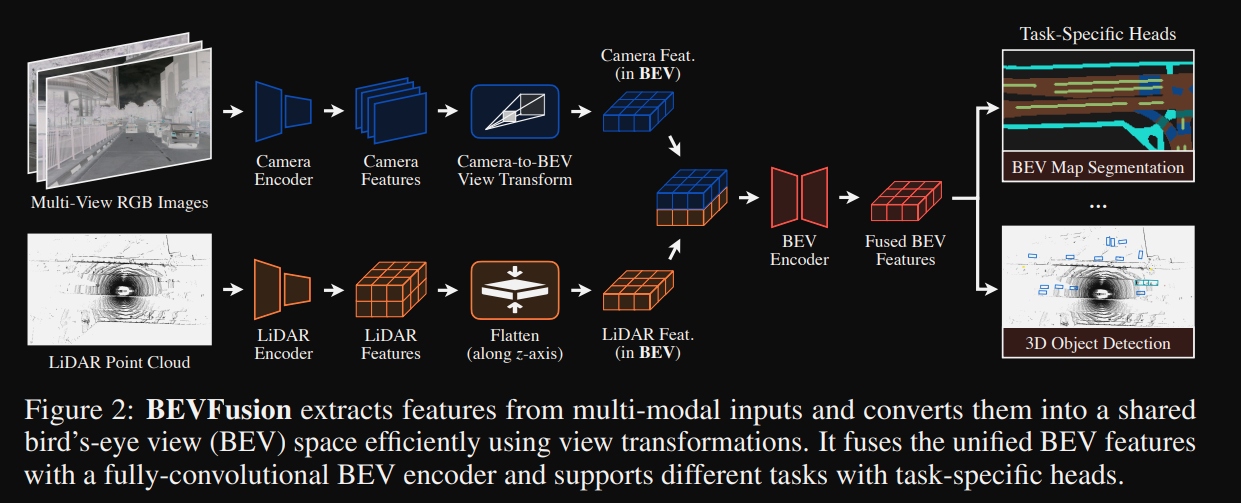 Task-Specific Heads
Camera Feat.
(in BEV)
Camera
Encoder
Camera
Features
Camera-to-BEV
View Transform
Multi-View RGB Images
BEV Map Segmentation
...
BEV
Encoder
Fused BEV
Features
LiDAR
Encoder
LiDAR
Features
Flatten
(along z-axis)
LiDAR Feat.
(in BEV)
LiDAR Point Cloud
3D Object Detection
Figure 2: BEVFusion extracts features from multi-modal inputs and converts them into a shared
bird's-eye view (BEV) space efficiently using view transformations. It fuses the unified BEV features
with a fully-convolutional BEV encoder and supports different tasks with task-specific heads.